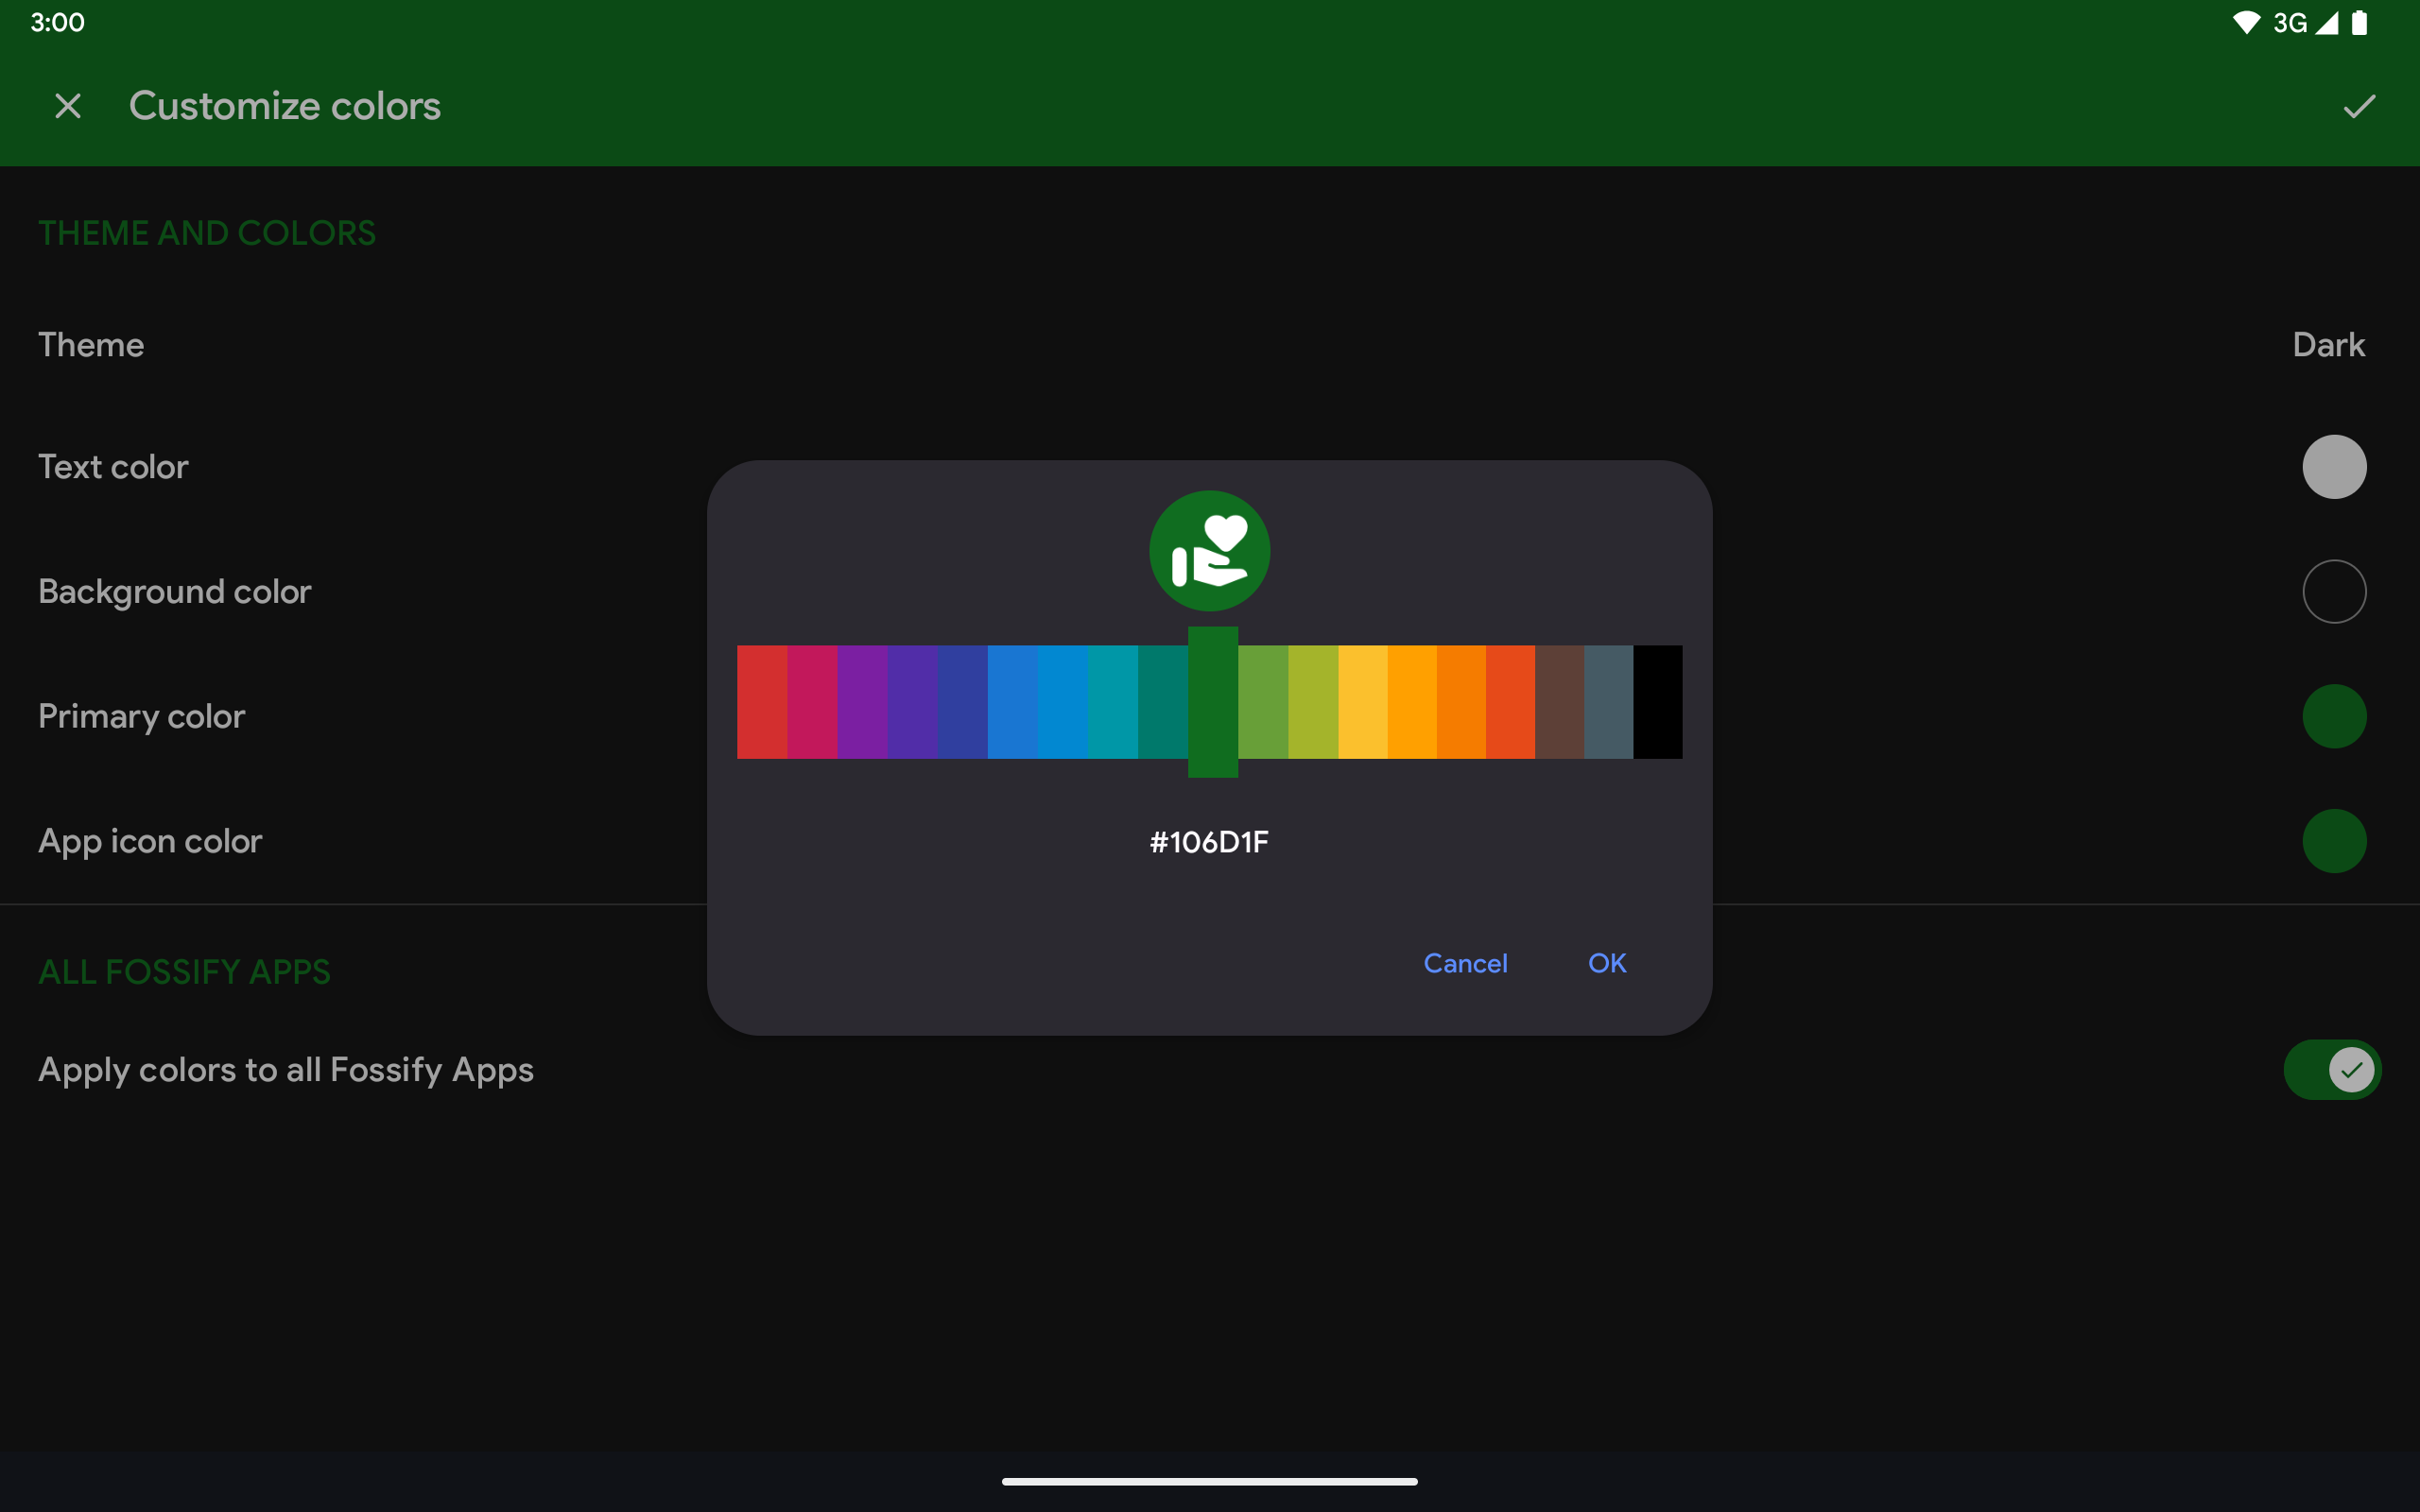 3:00
3G
Customize colors
THEME AND COLORS
Theme
Dark
Text color
Background color
Primary color
App icon color
#106D1F
Cancel
OK
ALL FOSSIFY APPS
Apply colors to all Fossify Apps